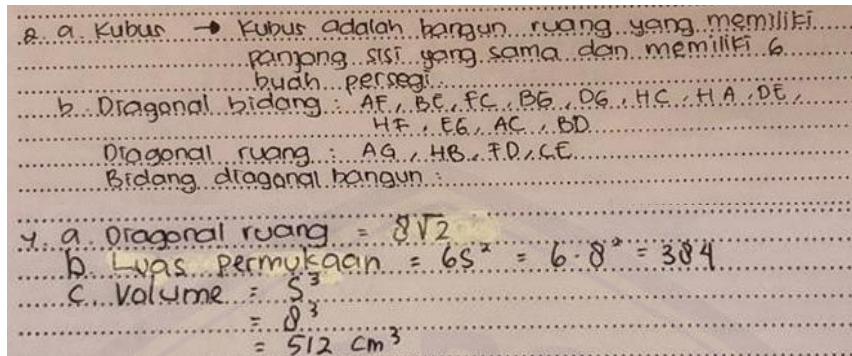 2. a. Kubus → Kubus adalah bangun ruang yang memiliki
panjang sisi yang sama dan memiliki 6
buah persegi.
b. Diagonal bidang : AF, BE, FC, BG, DG, HC, HA, DE,
HF, EG, AC, BD
Diagonal ruang : AG, HB, FD, CE
Bidang diagonal bangun :
4. a. Diagonal ruang = 8√2
b. Luas permukaan = 6S² = 6·8² = 384
c. Volume = S³
= 8³
= 512 cm³